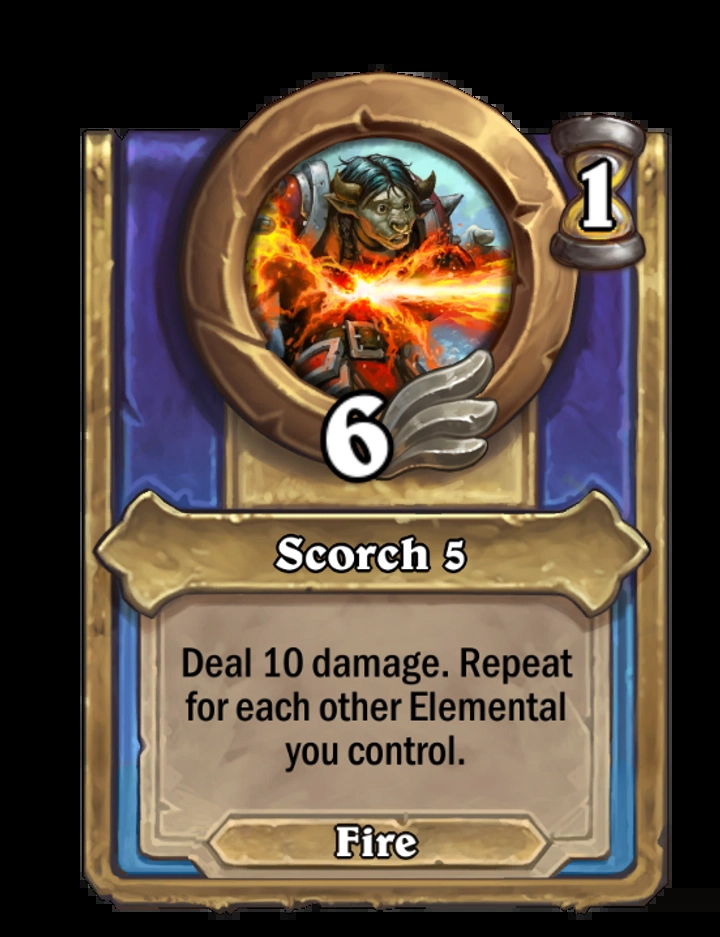 1
6
Scorch 5
Deal 10 damage. Repeat
for each other Elemental
you control.
Fire